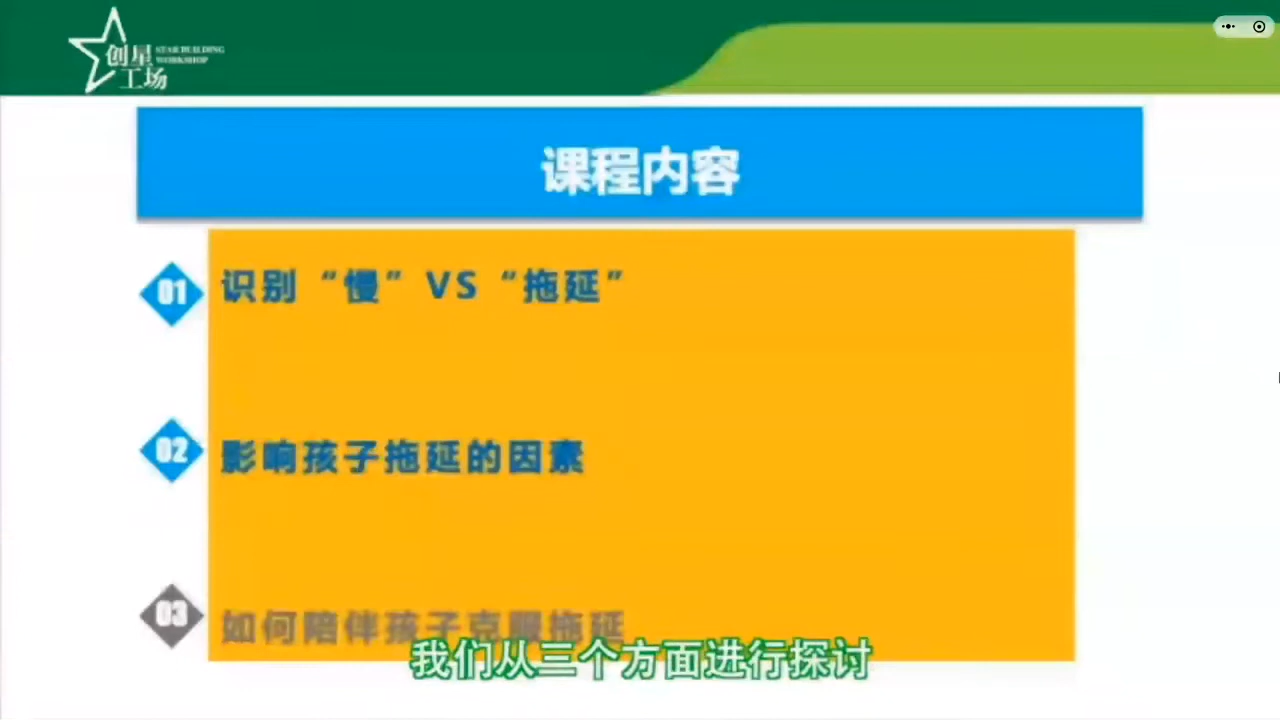 创星
工场
STAR BUILDING
WORKSHOP
课程内容
01
识别“慢”VS“拖延”
02
影响孩子拖延的因素
03
如何陪伴孩子克服拖延
我们从三个方面进行探讨